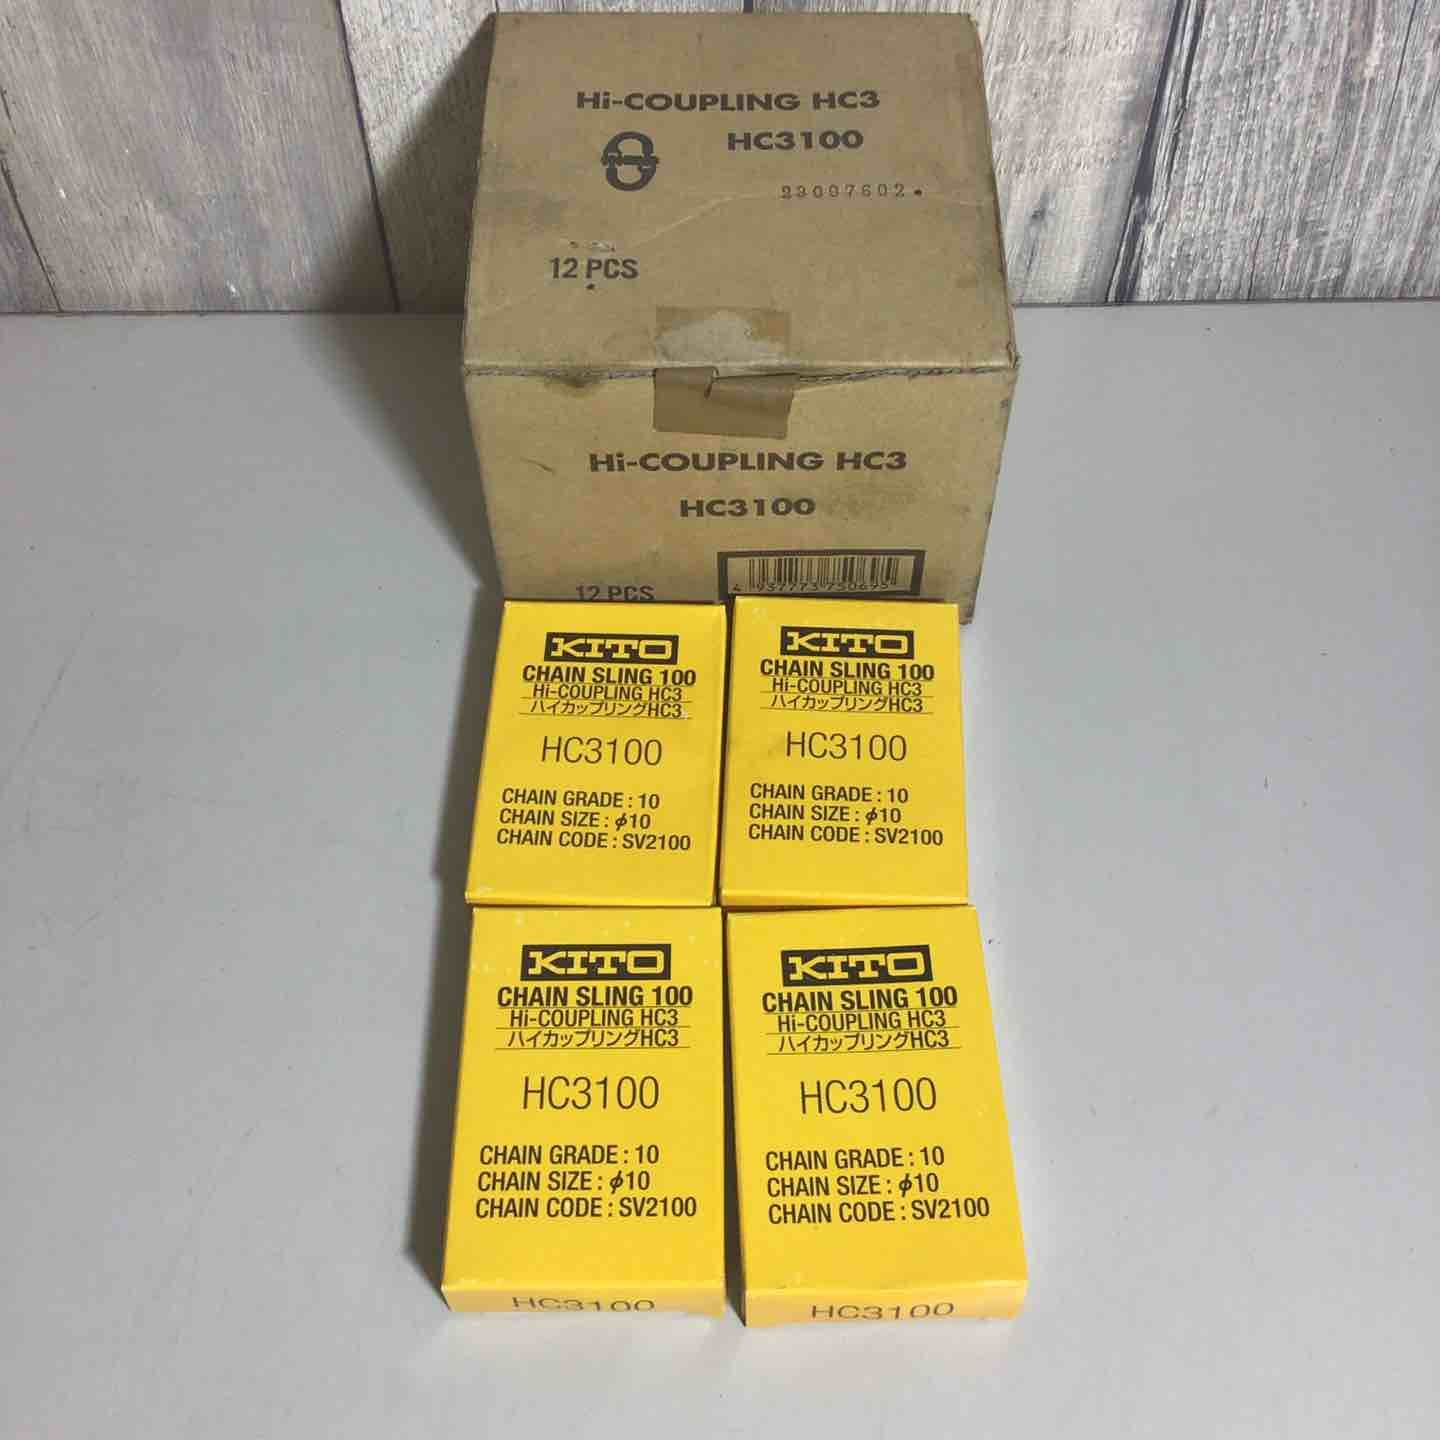 Hi-COUPLING HC3
HC3100
23097602
12 PCS
Hi-COUPLING HC3
HC3100
12 PCS
4 937773 750675
KITO
CHAIN SLING 100
Hi-COUPLING HC3
ハイカップリングHC3
HC3100
CHAIN GRADE : 10
CHAIN SIZE : φ10
CHAIN CODE : SV2100
KITO
CHAIN SLING 100
Hi-COUPLING HC3
ハイカップリングHC3
HC3100
CHAIN GRADE : 10
CHAIN SIZE : φ10
CHAIN CODE : SV2100
KITO
CHAIN SLING 100
Hi-COUPLING HC3
ハイカップリングHC3
HC3100
CHAIN GRADE : 10
CHAIN SIZE : φ10
CHAIN CODE : SV2100
HC3100
KITO
CHAIN SLING 100
Hi-COUPLING HC3
ハイカップリングHC3
HC3100
CHAIN GRADE : 10
CHAIN SIZE : φ10
CHAIN CODE : SV2100
HC3100